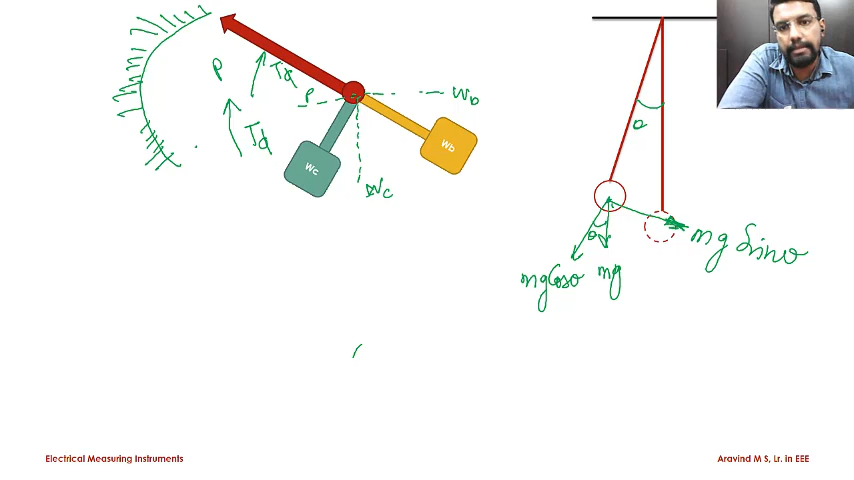 P
Td
P
Wb
Td
Wb
Wc
Wc
θ
θ
mg Sinθ
mgCosθ
mg
Electrical Measuring Instruments
Aravind M S, Lr. in EEE